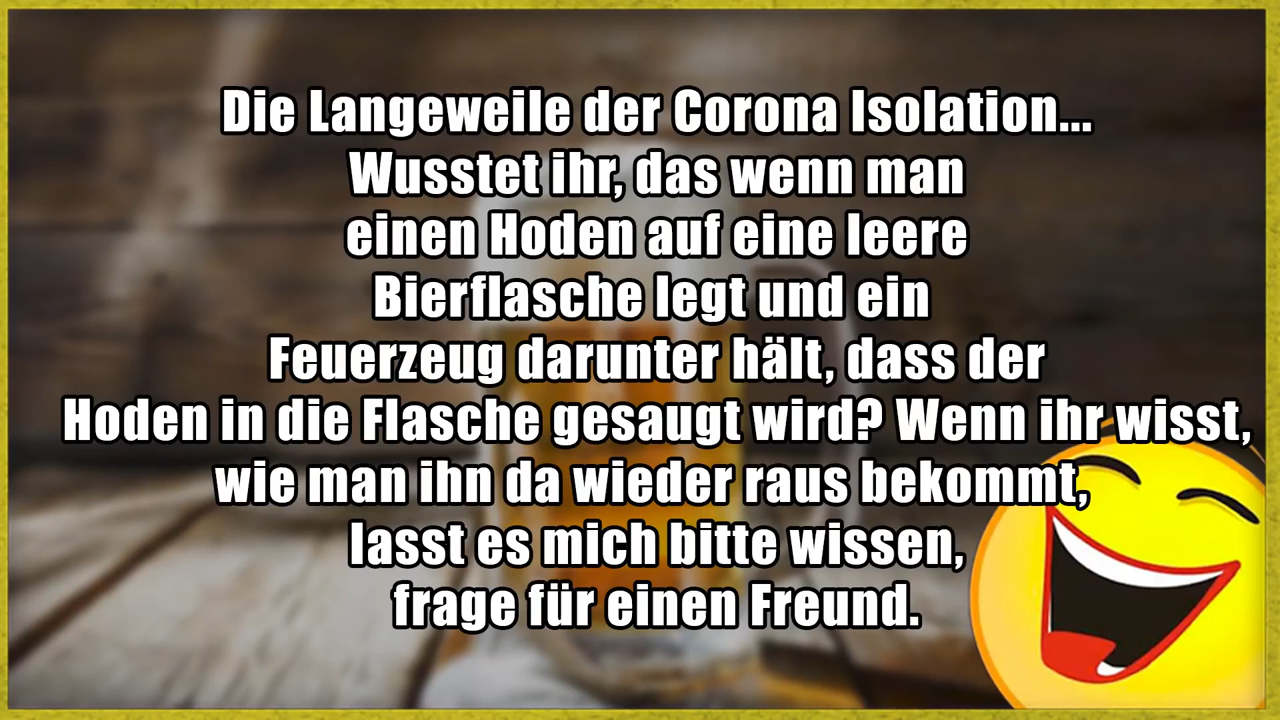 Die Langeweile der Corona Isolation...
Wusstet ihr, das wenn man
einen Hoden auf eine leere
Bierflasche legt und ein
Feuerzeug darunter hält, dass der
Hoden in die Flasche gesaugt wird? Wenn ihr wisst,
wie man ihn da wieder raus bekommt,
lasst es mich bitte wissen,
frage für einen Freund.